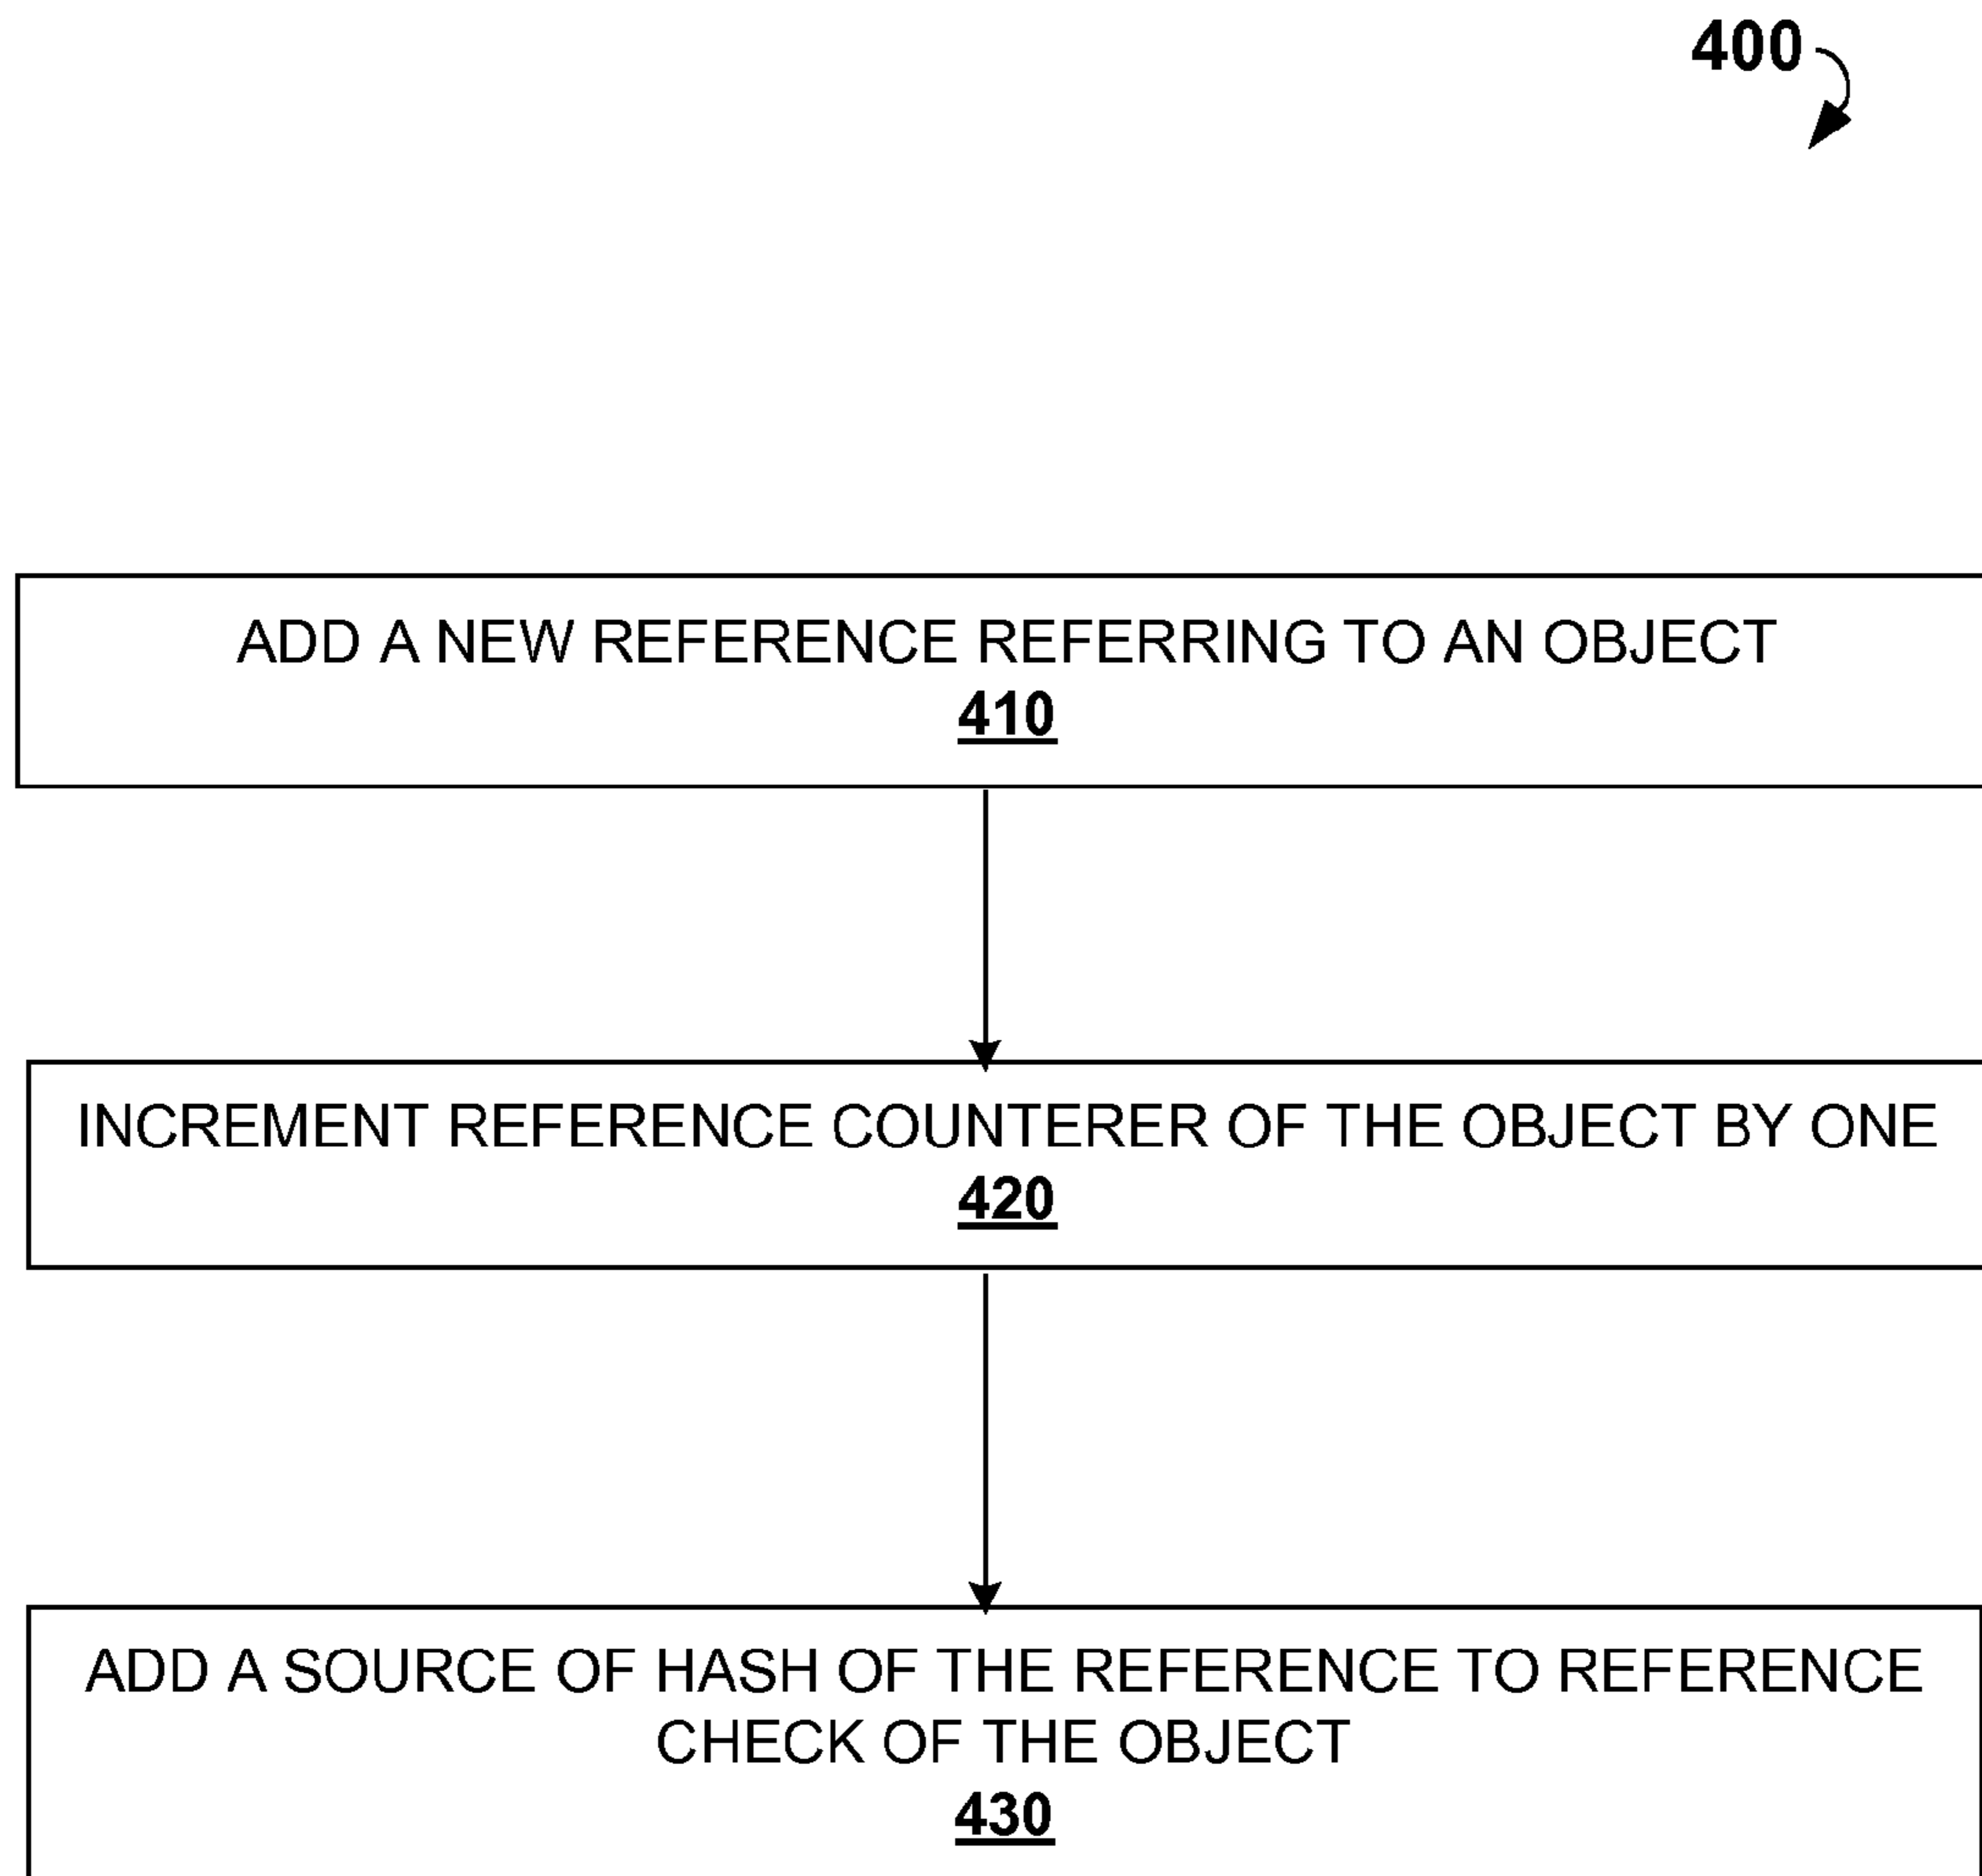 400
ADD A NEW REFERENCE REFERRING TO AN OBJECT
410
INCREMENT REFERENCE COUNTERER OF THE OBJECT BY ONE
420
ADD A SOURCE OF HASH OF THE REFERENCE TO REFERENCE
CHECK OF THE OBJECT
430